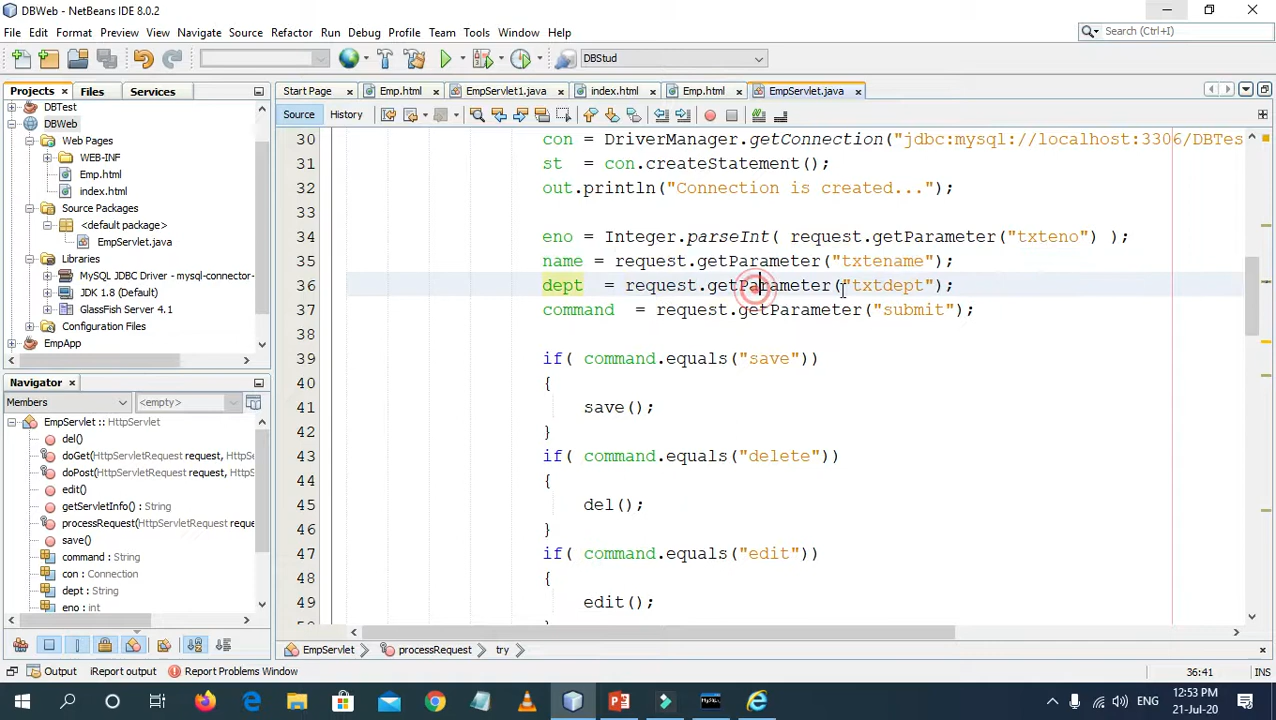 DBWeb - NetBeans IDE 8.0.2
File Edit Format Preview View Navigate Source Refactor Run Debug Profile Team Tools Window Help
Search (Ctrl+I)
DBStud
Projects Files Services
DBTest
DBWeb
Web Pages
WEB-INF
Emp.html
index.html
Source Packages
<default package>
EmpServlet.java
Libraries
MySQL JDBC Driver - mysql-connector-
JDK 1.8 (Default)
GlassFish Server 4.1
Configuration Files
EmpApp
Navigator
Members <empty>
EmpServlet :: HttpServlet
del()
doGet(HttpServletRequest request, HttpS
doPost(HttpServletRequest request, Http
edit()
getServletInfo() : String
processRequest(HttpServletRequest reque
save()
command : String
con : Connection
dept : String
eno : int
Start Page Emp.html EmpServlet1.java index.html Emp.html EmpServlet.java
Source History
30 con = DriverManager.getConnection("jdbc:mysql://localhost:3306/DBTes
31 st = con.createStatement();
32 out.println("Connection is created...");
33
34 eno = Integer.parseInt( request.getParameter("txteno") );
35 name = request.getParameter("txtename");
36 dept = request.getParameter("txtdept");
37 command = request.getParameter("submit");
38
39 if( command.equals("save"))
40 {
41 save();
42 }
43 if( command.equals("delete"))
44 {
45 del();
46 }
47 if( command.equals("edit"))
48 {
49 edit();
EmpServlet processRequest try
Output iReport output Report Problems Window
36:41 INS
ENG
12:53 PM
21-Jul-20